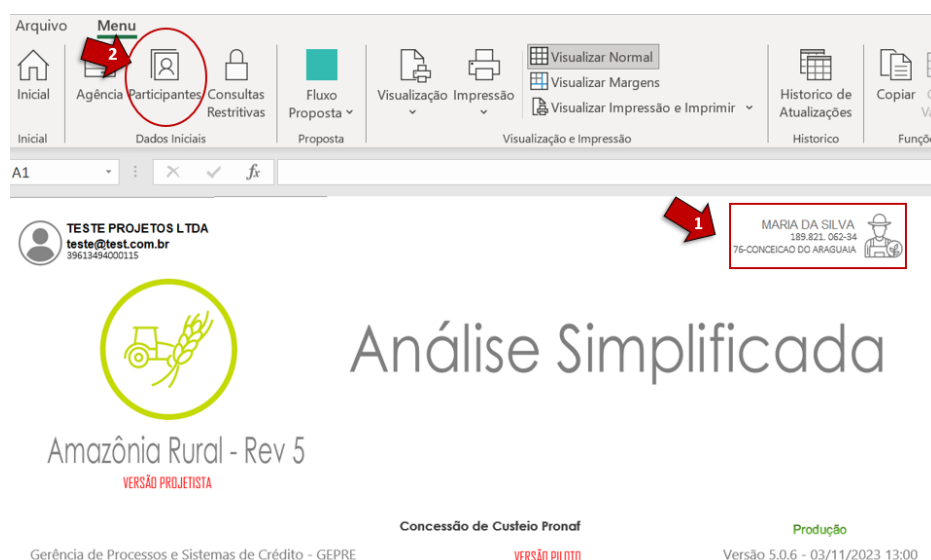 Arquivo Menu
2
Inicial
Agência
Participantes
Consultas
Restritivas
Fluxo
Proposta
Visualização
Impressão
Visualizar Normal
Visualizar Margens
Visualizar Impressão e Imprimir
Historico de
Atualizações
Copiar
Inicial
Dados Iniciais
Proposta
Visualização e Impressão
Historico
A1
fx
TESTE PROJETOS LTDA
teste@test.com.br
39613494000115
1
MARIA DA SILVA
189.821. 062-34
76-CONCEICAO DO ARAGUAIA
Análise Simplificada
Amazônia Rural - Rev 5
VERSÃO PROJETISTA
Concessão de Custeio Pronaf
Produção
Gerência de Processos e Sistemas de Crédito - GEPRE
VERSÃO PILOTO
Versão 5.0.6 - 03/11/2023 13:00